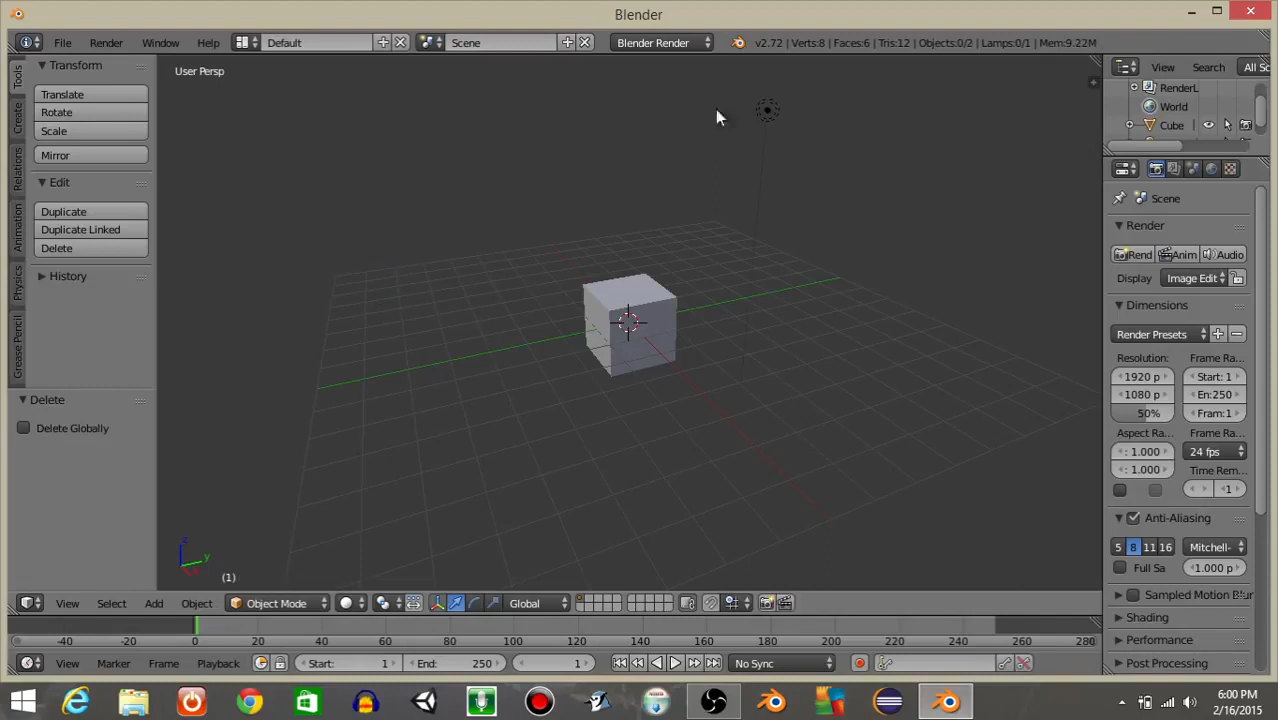 Blender
File Render Window Help Default Scene Blender Render v2.72 | Verts:8 | Faces:6 | Tris:12 | Objects:0/2 | Lamps:0/1 | Mem:9.22M
Tools
Create
Relations
Animation
Physics
Grease Pencil
Transform
Translate
Rotate
Scale
Mirror
Edit
Duplicate
Duplicate Linked
Delete
History
Delete
Delete Globally
User Persp
(1)
z
y
View Search All Sc
RenderL
World
Cube
Scene
Render
Rend Anim Audio
Display Image Edit
Dimensions
Render Presets
Resolution: Frame Ra...
1920 p Start: 1
1080 p En:250
50% Fram:1
Aspect Ra... Frame Ra...
: 1.000 24 fps
: 1.000 Time Rem...
1
Anti-Aliasing
5 8 11 16 Mitchell-
Full Sa 1.000 p
Sampled Motion Blur
Shading
Performance
Post Processing
View Select Add Object Object Mode Global
-40 -20 0 20 40 60 80 100 120 140 160 180 200 220 240 260 280
View Marker Frame Playback Start: 1 End: 250 1 No Sync
6:00 PM
2/16/2015